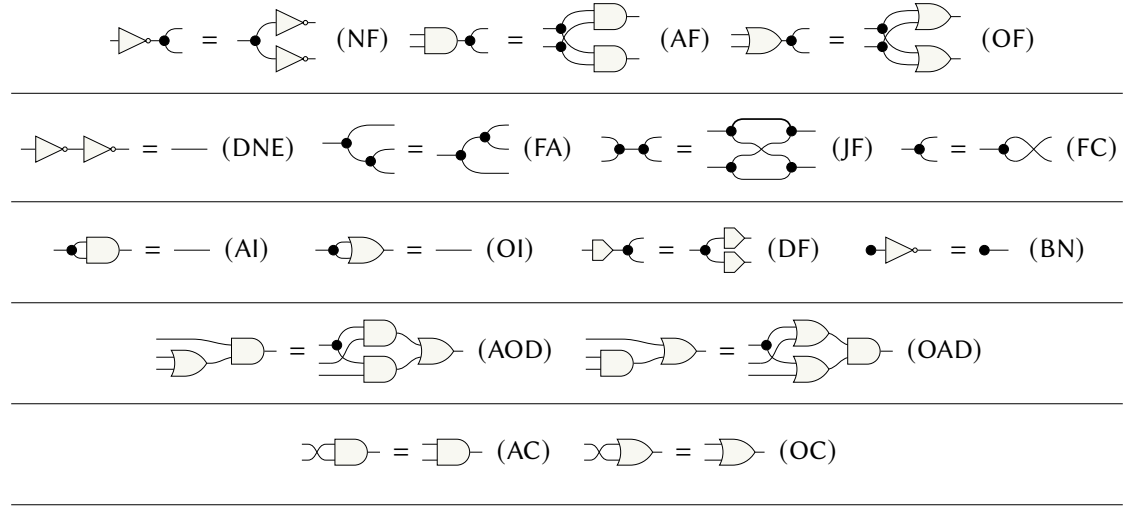 = (NF) = (AF) = (OF)
= (DNE) = (FA) = (JF) = (FC)
= (AI) = (OI) = (DF) = (BN)
= (AOD) = (OAD)
= (AC) = (OC)